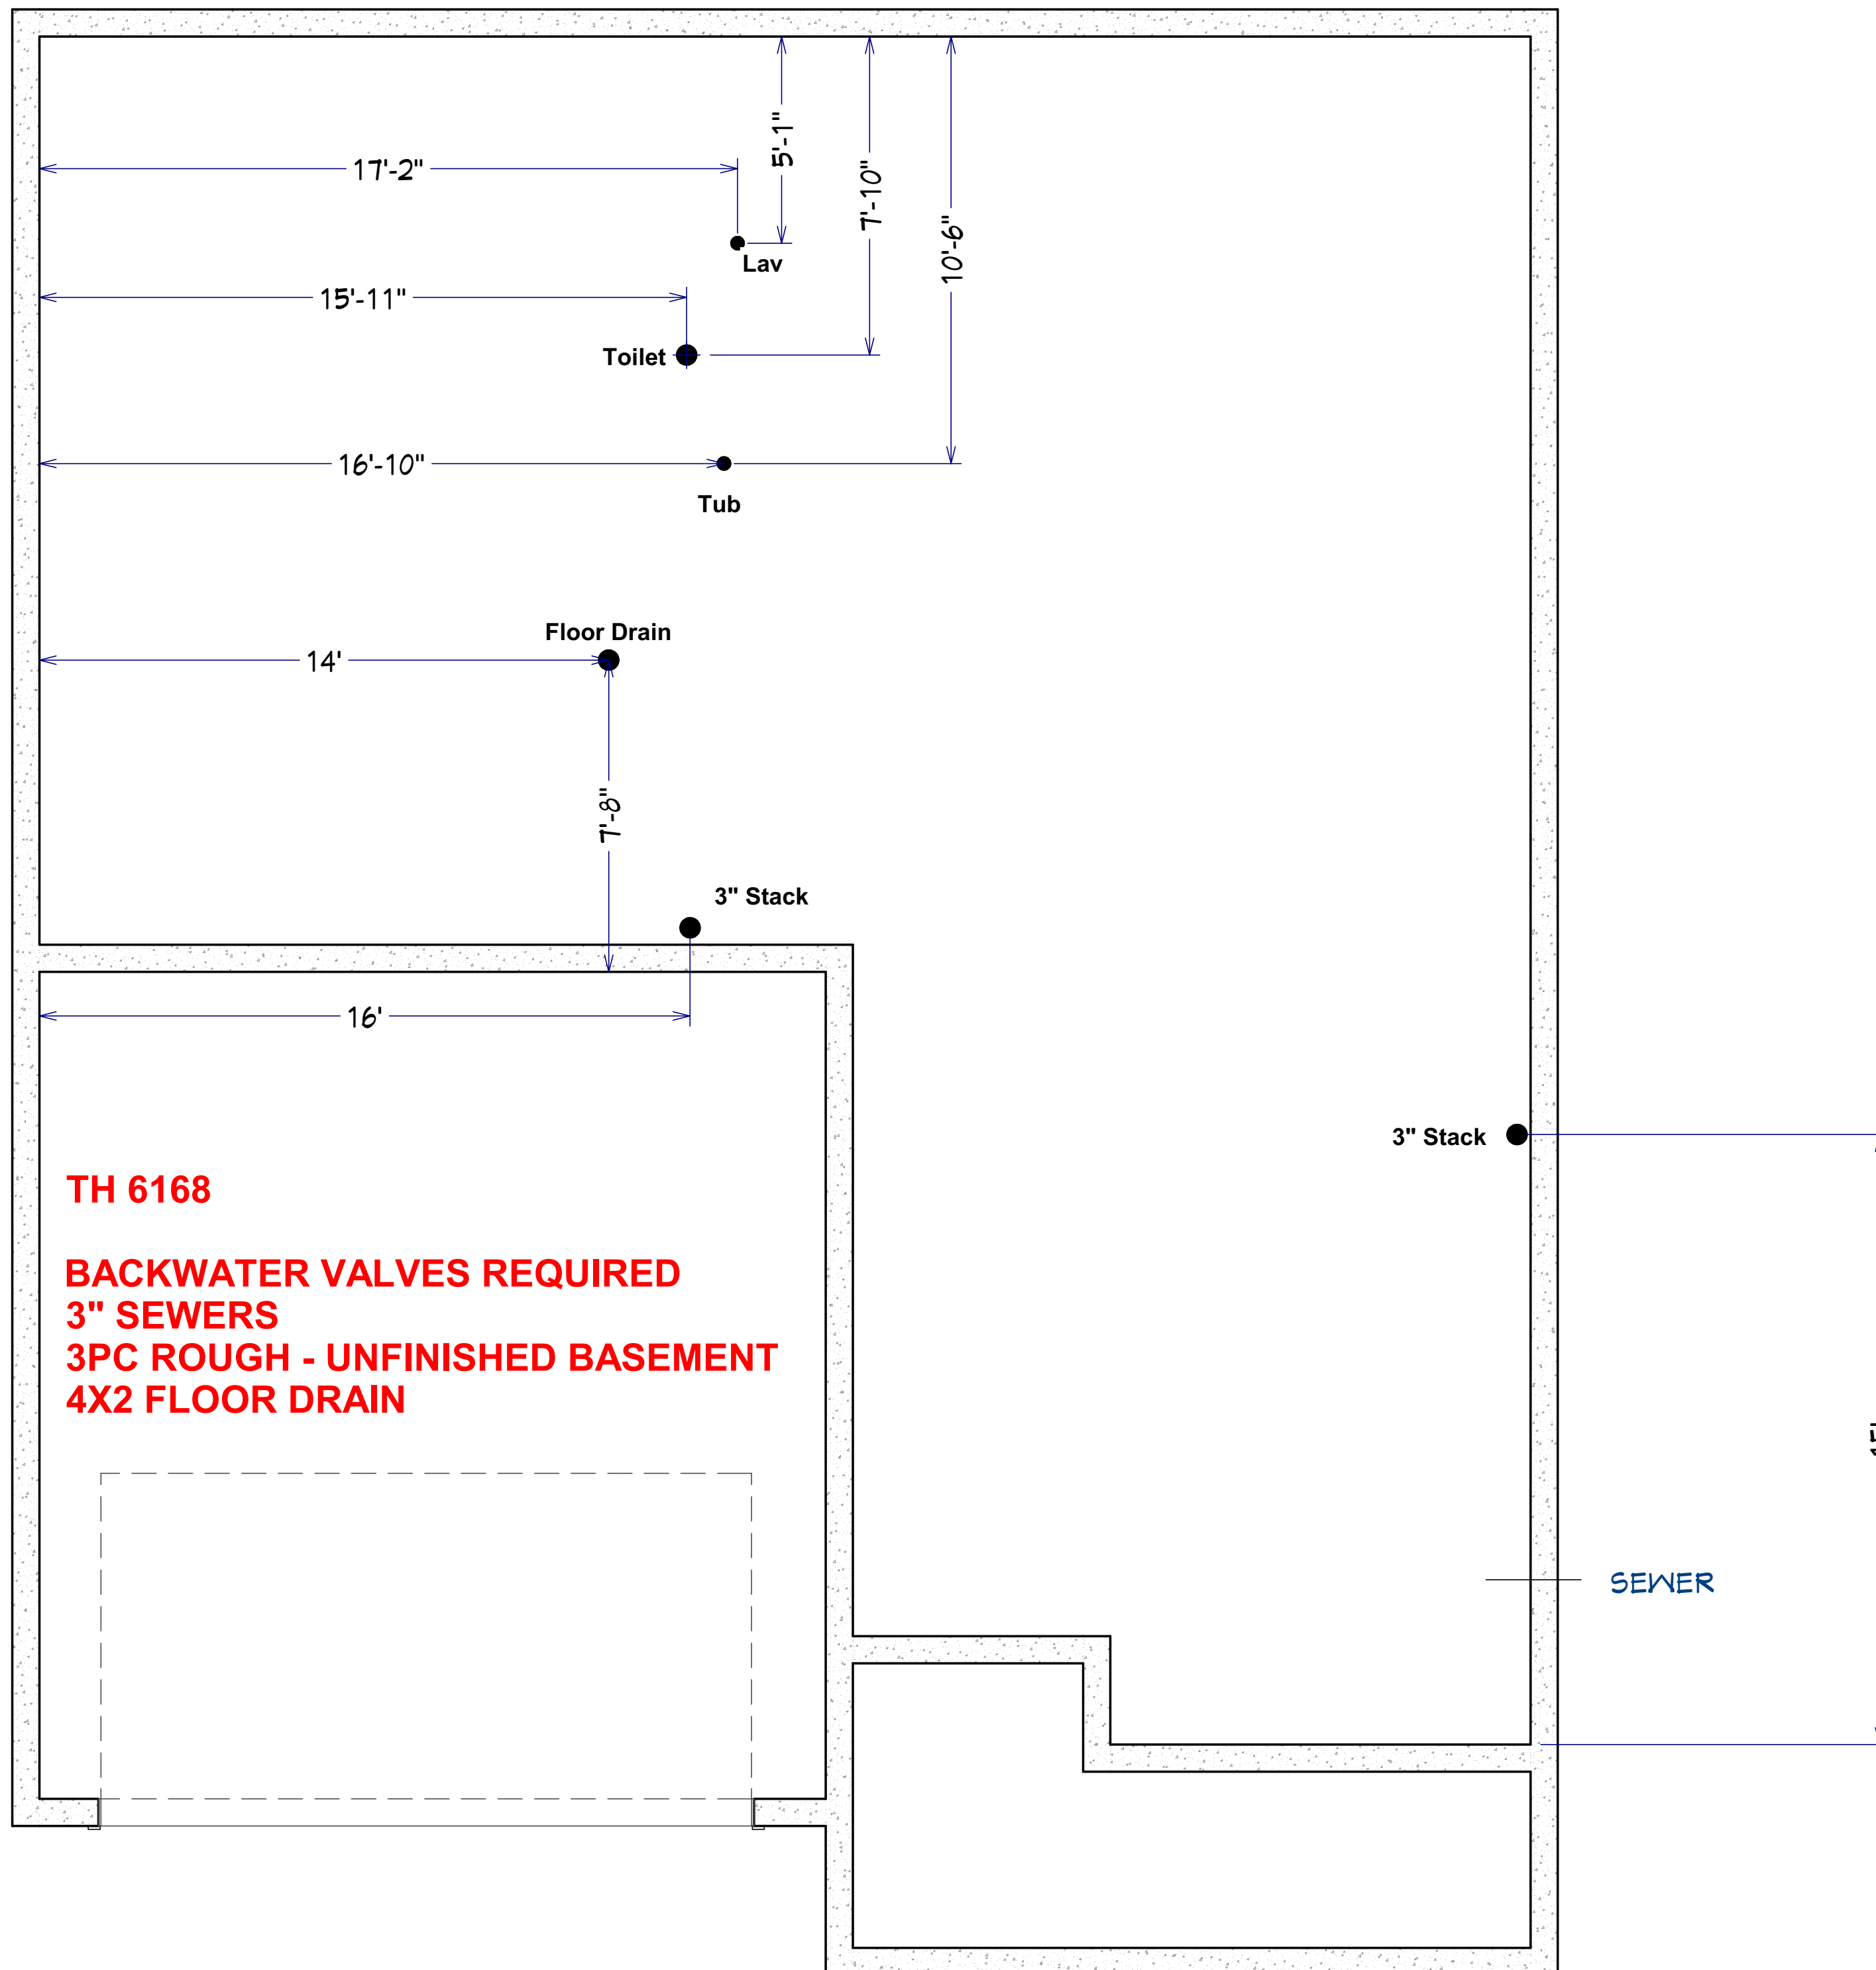 5'-1"
17'-2"
7'-10"
10'-6"
Lav
15'-11"
Toilet
16'-10"
Tub
Floor Drain
14'
7'-8"
3" Stack
16'
3" Stack
TH 6168
BACKWATER VALVES REQUIRED
3" SEWERS
3PC ROUGH - UNFINISHED BASEMENT
4X2 FLOOR DRAIN
15'
SEWER